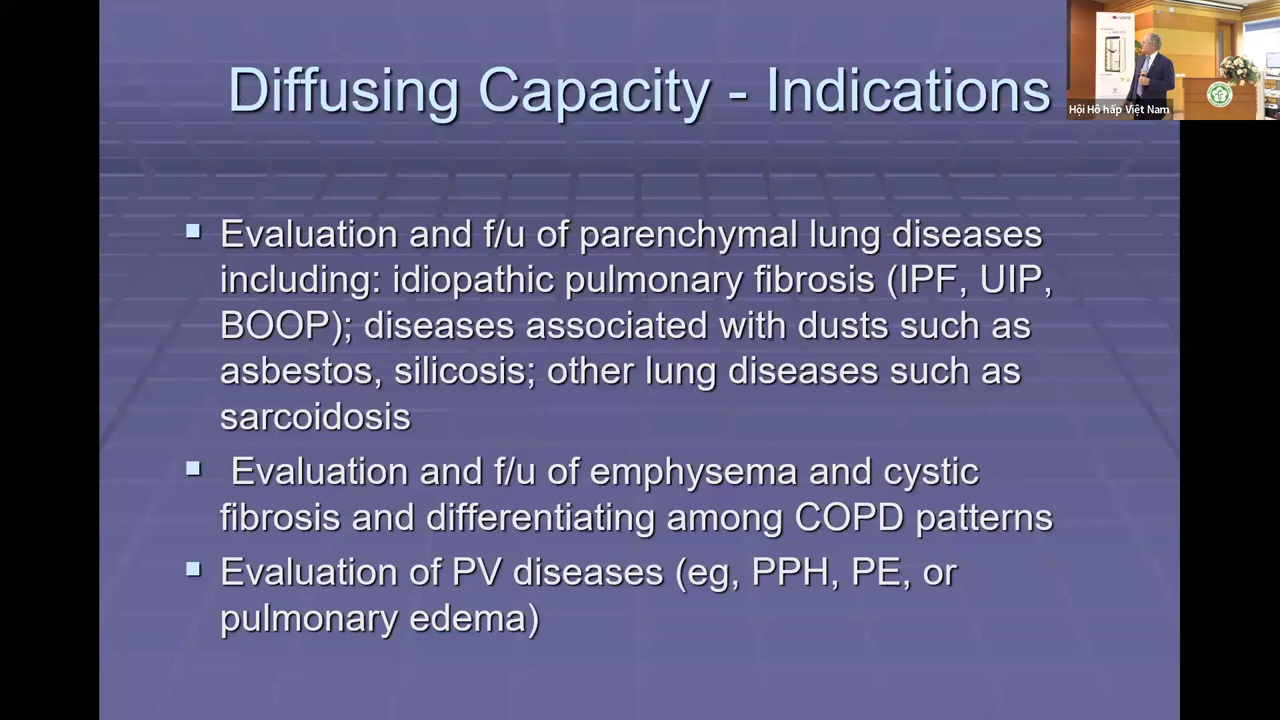 Diffusing Capacity - Indications
Hội Hô hấp Việt Nam
▪ Evaluation and f/u of parenchymal lung diseases
including: idiopathic pulmonary fibrosis (IPF, UIP,
BOOP); diseases associated with dusts such as
asbestos, silicosis; other lung diseases such as
sarcoidosis
▪ Evaluation and f/u of emphysema and cystic
fibrosis and differentiating among COPD patterns
▪ Evaluation of PV diseases (eg, PPH, PE, or
pulmonary edema)